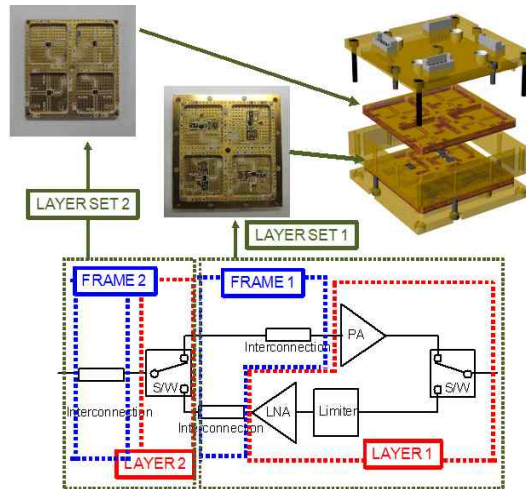 LAYER SET 2
LAYER SET 1
FRAME 2
FRAME 1
PA
Interconnection
S/W
S/W
Interconnection
LNA
Limiter
Interconnection
LAYER 2
LAYER 1